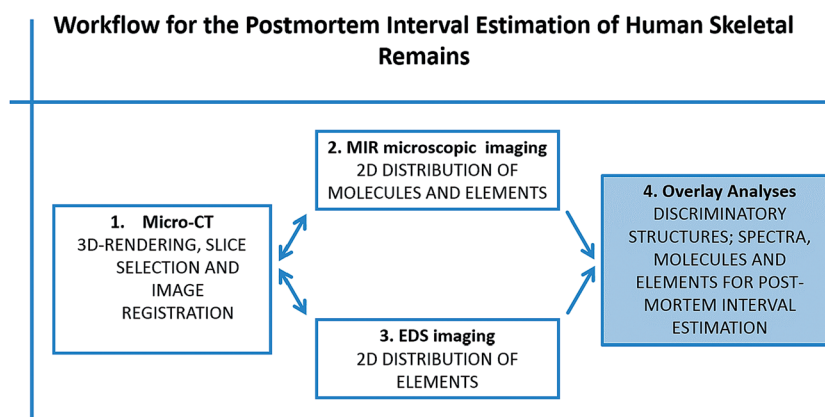 Workflow for the Postmortem Interval Estimation of Human Skeletal
Remains
1. Micro-CT
3D-RENDERING, SLICE
SELECTION AND
IMAGE
REGISTRATION
2. MIR microscopic imaging
2D DISTRIBUTION OF
MOLECULES AND ELEMENTS
3. EDS imaging
2D DISTRIBUTION OF
ELEMENTS
4. Overlay Analyses
DISCRIMINATORY
STRUCTURES; SPECTRA,
MOLECULES AND
ELEMENTS FOR POST-
MORTEM INTERVAL
ESTIMATION